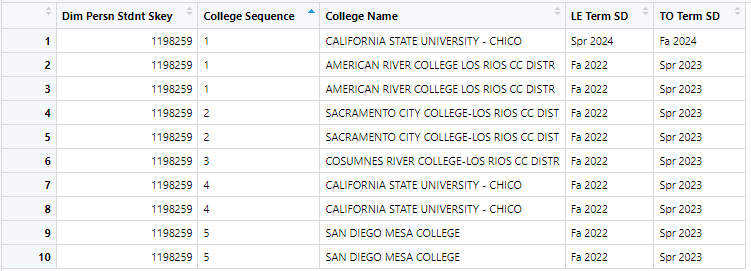 Dim Persn Stdnt Skey College Sequence College Name LE Term SD TO Term SD
1 1198259 1 CALIFORNIA STATE UNIVERSITY - CHICO Spr 2024 Fa 2024
2 1198259 1 AMERICAN RIVER COLLEGE LOS RIOS CC DISTR Fa 2022 Spr 2023
3 1198259 1 AMERICAN RIVER COLLEGE LOS RIOS CC DISTR Fa 2022 Spr 2023
4 1198259 2 SACRAMENTO CITY COLLEGE-LOS RIOS CC DIST Fa 2022 Spr 2023
5 1198259 2 SACRAMENTO CITY COLLEGE-LOS RIOS CC DIST Fa 2022 Spr 2023
6 1198259 3 COSUMNES RIVER COLLEGE-LOS RIOS CC DISTR Fa 2022 Spr 2023
7 1198259 4 CALIFORNIA STATE UNIVERSITY - CHICO Fa 2022 Spr 2023
8 1198259 4 CALIFORNIA STATE UNIVERSITY - CHICO Fa 2022 Spr 2023
9 1198259 5 SAN DIEGO MESA COLLEGE Fa 2022 Spr 2023
10 1198259 5 SAN DIEGO MESA COLLEGE Fa 2022 Spr 2023